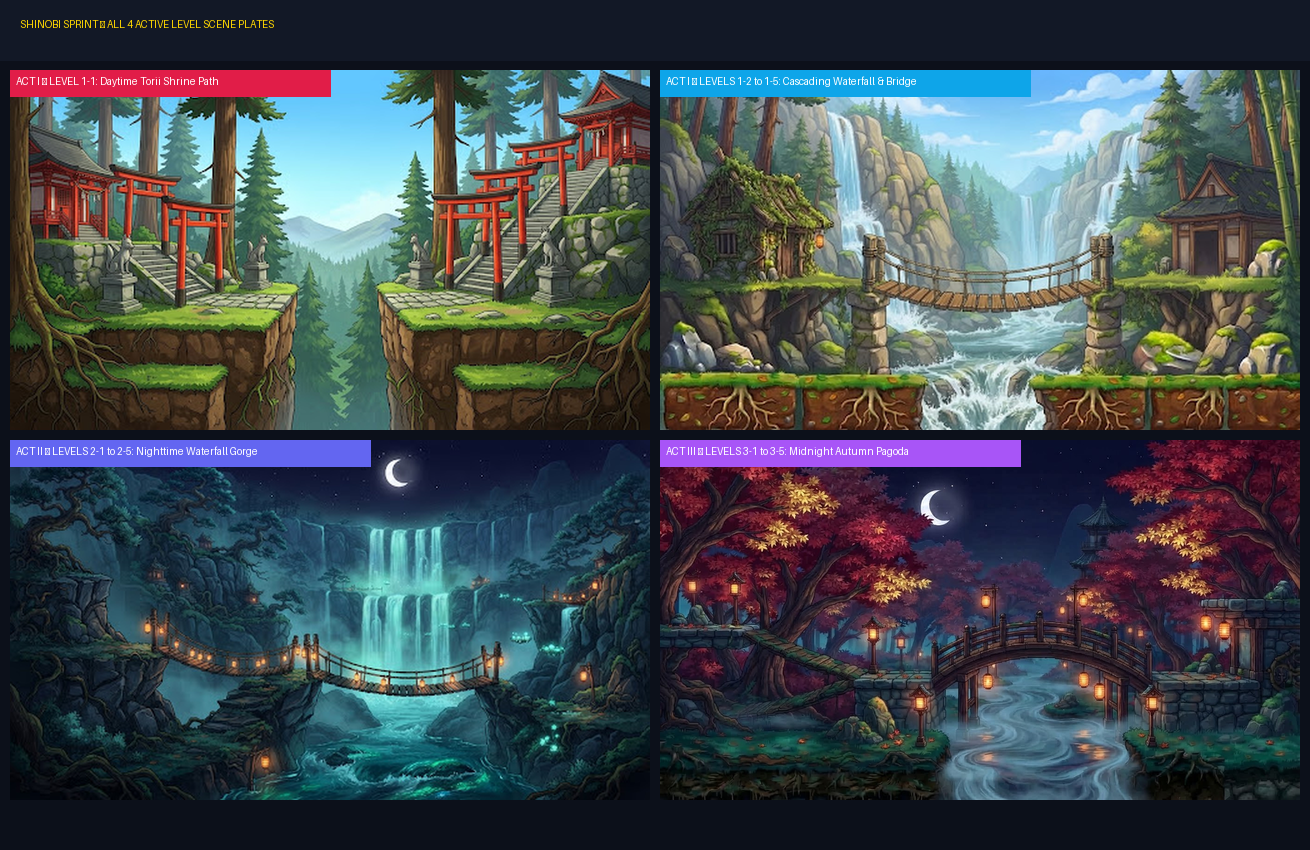 SHINOBI SPRINT ALL 4 ACTIVE LEVEL SCENE PLATES
ACT I LEVEL 1-1: Daytime Torii Shrine Path
ACT I LEVELS 1-2 to 1-5: Cascading Waterfall & Bridge
ACT II LEVELS 2-1 to 2-5: Nighttime Waterfall Gorge
ACT III LEVELS 3-1 to 3-5: Midnight Autumn Pagoda